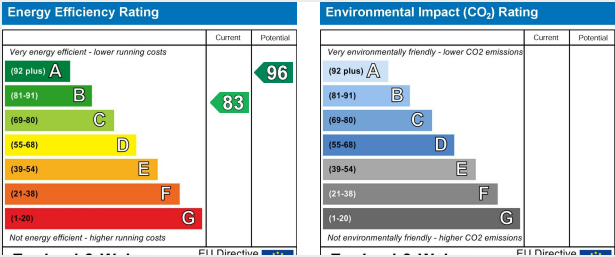 Energy Efficiency Rating
Current Potential
Very energy efficient - lower running costs
(92 plus) A
(81-91) B
(69-80) C
(55-68) D
(39-54) E
(21-38) F
(1-20) G
83
96
Not energy efficient - higher running costs
EU Directive
Environmental Impact (CO2) Rating
Current Potential
Very environmentally friendly - lower CO2 emissions
(92 plus) A
(81-91) B
(69-80) C
(55-68) D
(39-54) E
(21-38) F
(1-20) G
Not environmentally friendly - higher CO2 emissions
EU Directive